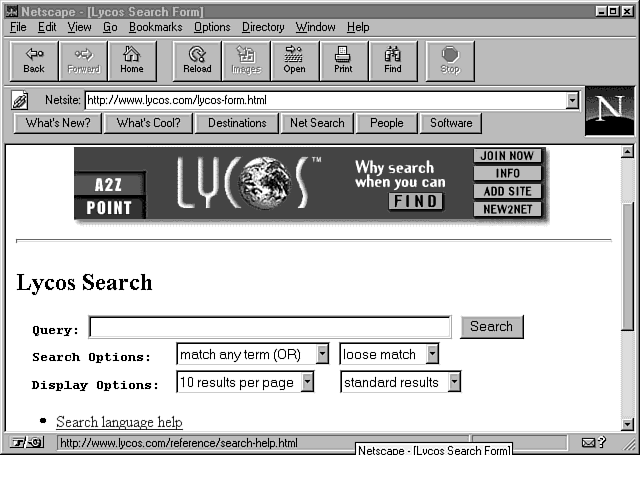 Netscape - [Lycos Search Form]
File Edit View Go Bookmarks Options Directory Window Help
Back Forward Home Reload Images Open Print Find Stop
Netsite: http://www.lycos.com/lycos-form.html
N
What's New? What's Cool? Destinations Net Search People Software
A2Z
POINT
LYCOS™
Why search
when you can
FIND
JOIN NOW
INFO
ADD SITE
NEW2NET
Lycos Search
Query: Search
Search Options: match any term (OR) loose match
Display Options: 10 results per page standard results
• Search language help
http://www.lycos.com/reference/search-help.html
Netscape - [Lycos Search Form]